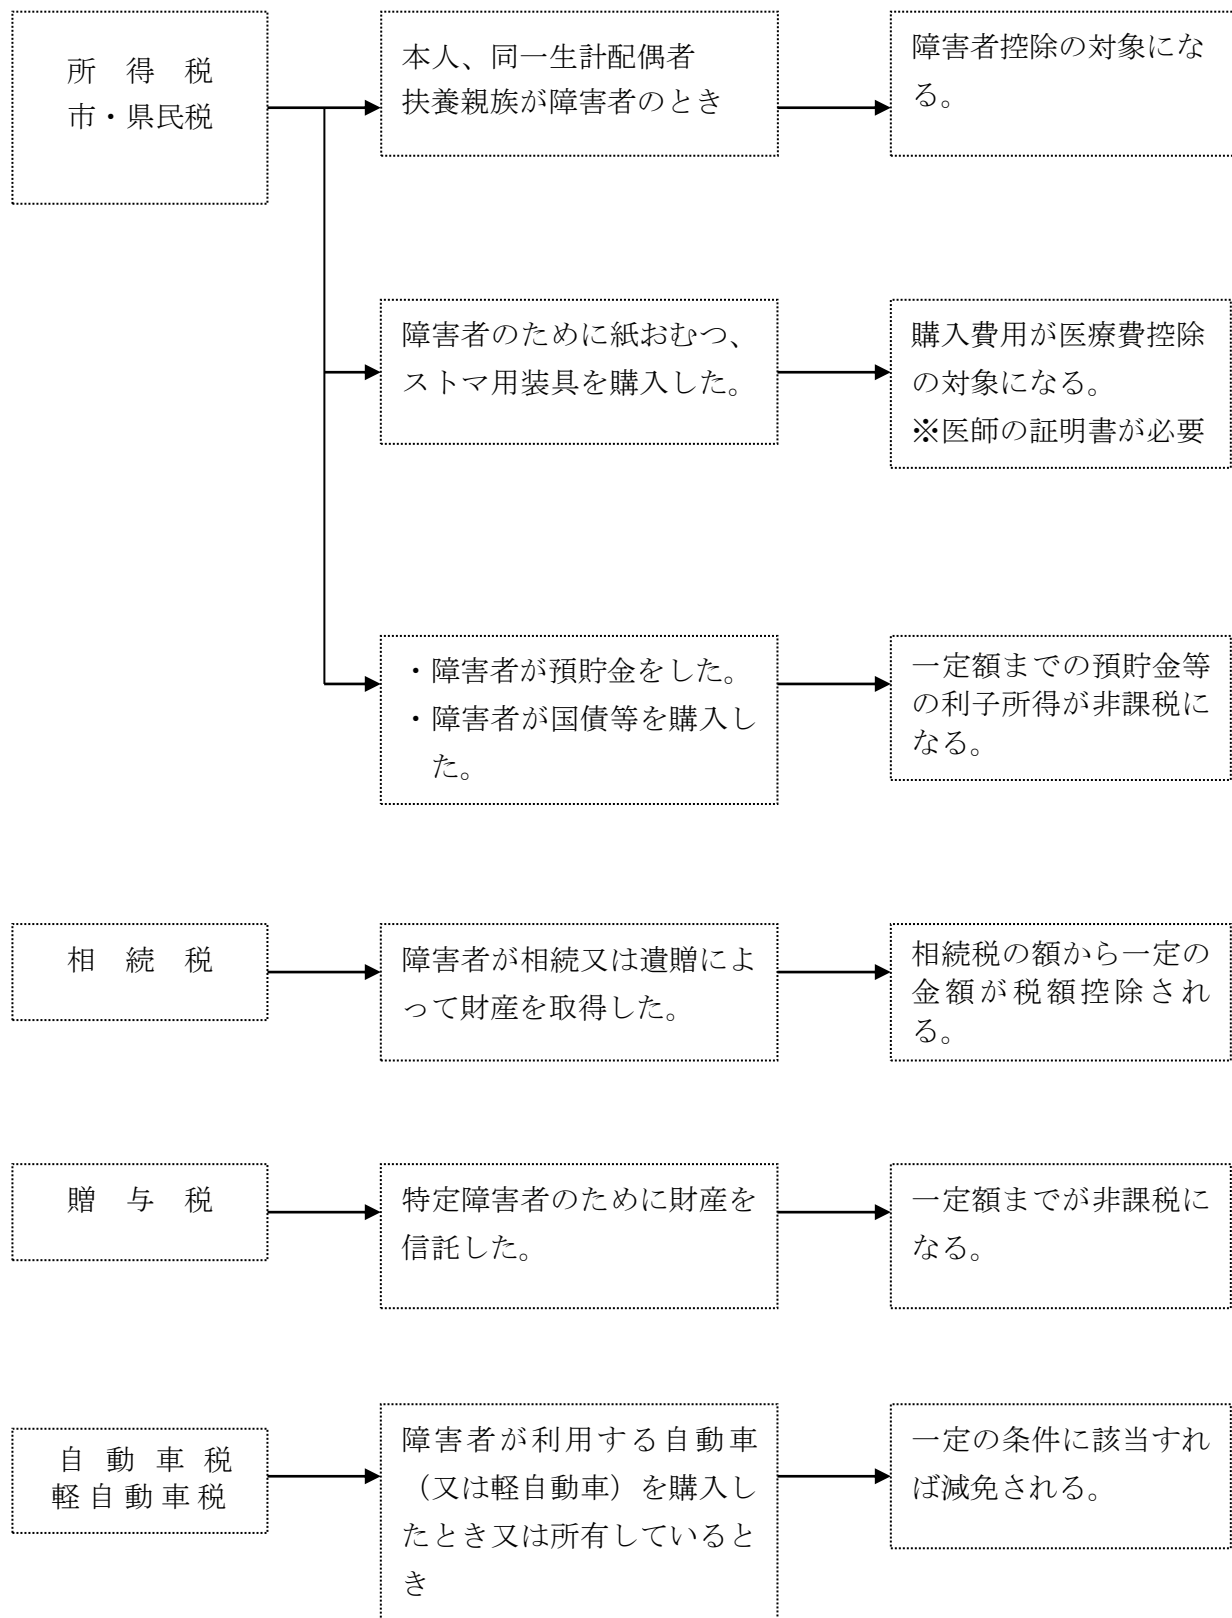 所得税
市・県民税
本人、同一生計配偶者
扶養親族が障害者のとき
障害者控除の対象にな
る。
障害者のために紙おむつ、
ストマ用装具を購入した。
購入費用が医療費控除
の対象になる。
※医師の証明書が必要
・障害者が預貯金をした。
・障害者が国債等を購入し
た。
一定額までの預貯金等
の利子所得が非課税に
なる。
相続税
障害者が相続又は遺贈によ
って財産を取得した。
相続税の額から一定の
金額が税額控除され
る。
贈与税
特定障害者のために財産を
信託した。
一定額までが非課税に
なる。
自動車税
軽自動車税
障害者が利用する自動車
（又は軽自動車）を購入し
たとき又は所有していると
き
一定の条件に該当すれ
ば減免される。